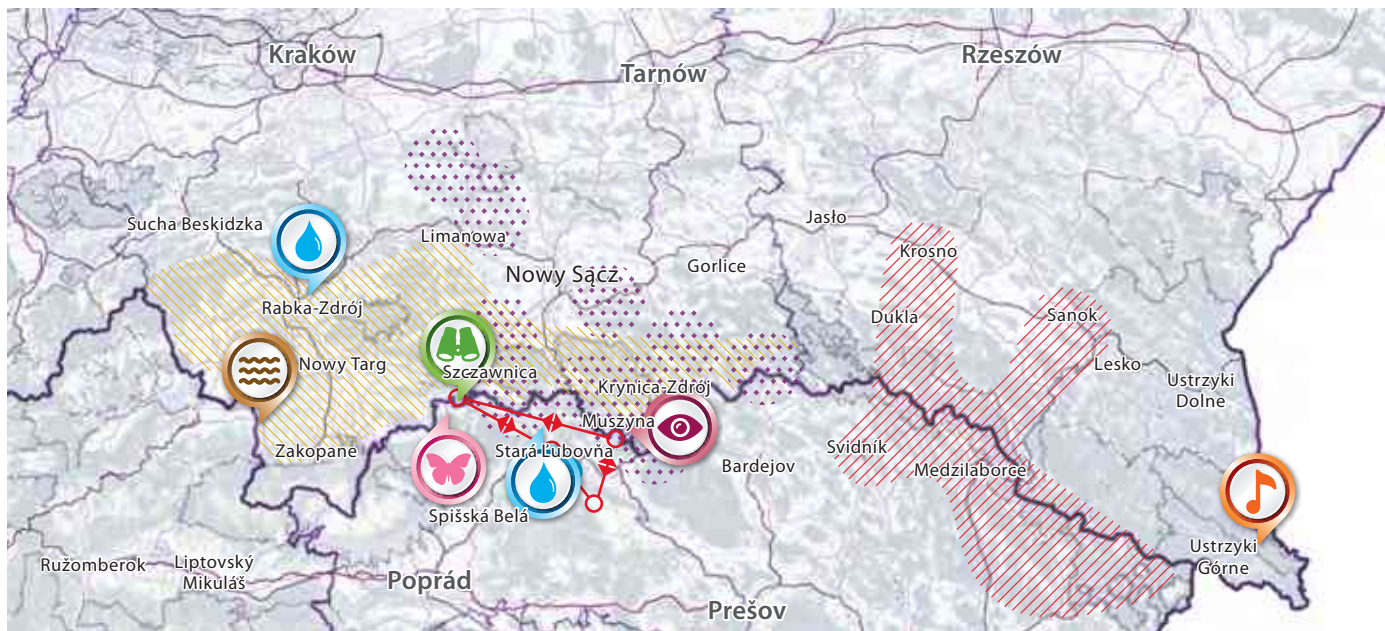 Kraków
Tarnów
Rzeszów
Sucha Beskidzka
Limanowa
Jasło
Krosno
Nowy Sącz
Gorlice
Rabka-Zdrój
Dukla
Sanok
Nowy Targ
Szczawnica
Lesko
Krynica-Zdrój
Ustrzyki
Dolne
Muszyna
Zakopane
Stará Ľubovňa
Svidník
Bardejov
Medzilaborce
Spišská Belá
Ružomberok
Liptovský
Mikuláš
Ustrzyki
Górne
Poprád
Prešov